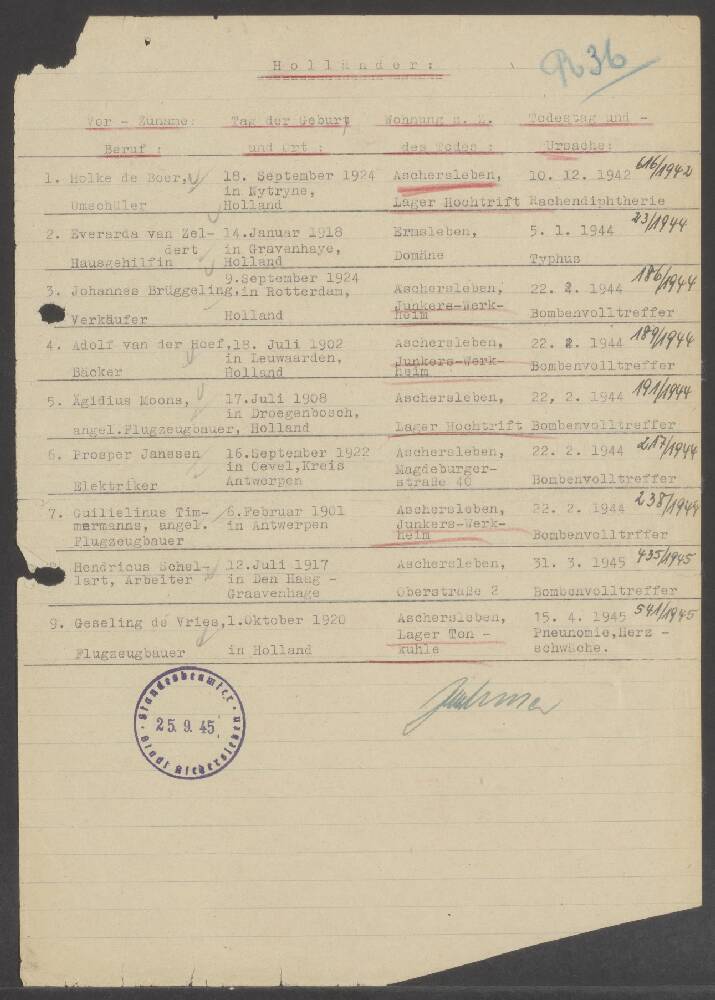 Holländer:
R 36
Vor - Zuname: Tag der Geburt Wohnung z. Z. Todestag und -
Beruf : und Ort : des Todes : Ursache:
1. Holke de Boer, 18. September 1924 Aschersleben, 10. 12. 1942 616/1942
in Nytryne,
Umschüler Holland Lager Hochtrift Rachendiphterie
2. Everarda van Zel- 14.Januar 1918 Ermsleben, 5. 1. 1944 23/1944
dert in Gravenhaye, Domäne
Hausgehilfin Holland Typhus
9.September 1924 186/1944
3. Johannes Brüggeling, in Rotterdam, Aschersleben, 22. 2. 1944
Junkers-Werk-
Verkäufer Holland heim Bombenvolltreffer
4. Adolf van der Hoef, 18. Juli 1902 Aschersleben, 22. 2. 1944 189/1944
in Leuwaarden, Junkers-Werk-
Bäcker Holland heim Bombenvolltreffer
5. Ägidius Moons, 17.Juli 1908 Aschersleben, 22, 2. 1944 191/1944
in Droegenbosch,
angel.Flugzeugbauer, Holland Lager Hochtrift Bombenvolltreffer
6. Prosper Janssen 16.September 1922 Aschersleben, 22. 2. 1944 217/1944
in Oevel,Kreis Magdeburger-
Elektriker Antwerpen straße 40 Bombenvolltreffer
7. Guilielinus Tim- 6.Februar 1901 Aschersleben, 22. 2. 1944 238/1944
mermanns, angel. in Antwerpen Junkers-Werk-
Flugzeugbauer heim Bombenvolltrffer
Hendricus Schel- 12.Juli 1917 Aschersleben, 31. 3. 1945 435/1945
lart, Arbeiter in Den Haag -
Graavenhage Oberstraße 2 Bombenvolltreffer
9. Geseling de Vries, 1.Oktober 1920 Aschersleben, 15. 4. 1945 541/1945
Lager Ton - Pneunomie,Herz -
Flugzeugbauer in Holland kuhle schwäche.
Standesbeamter
25. 9. 45
Stadt